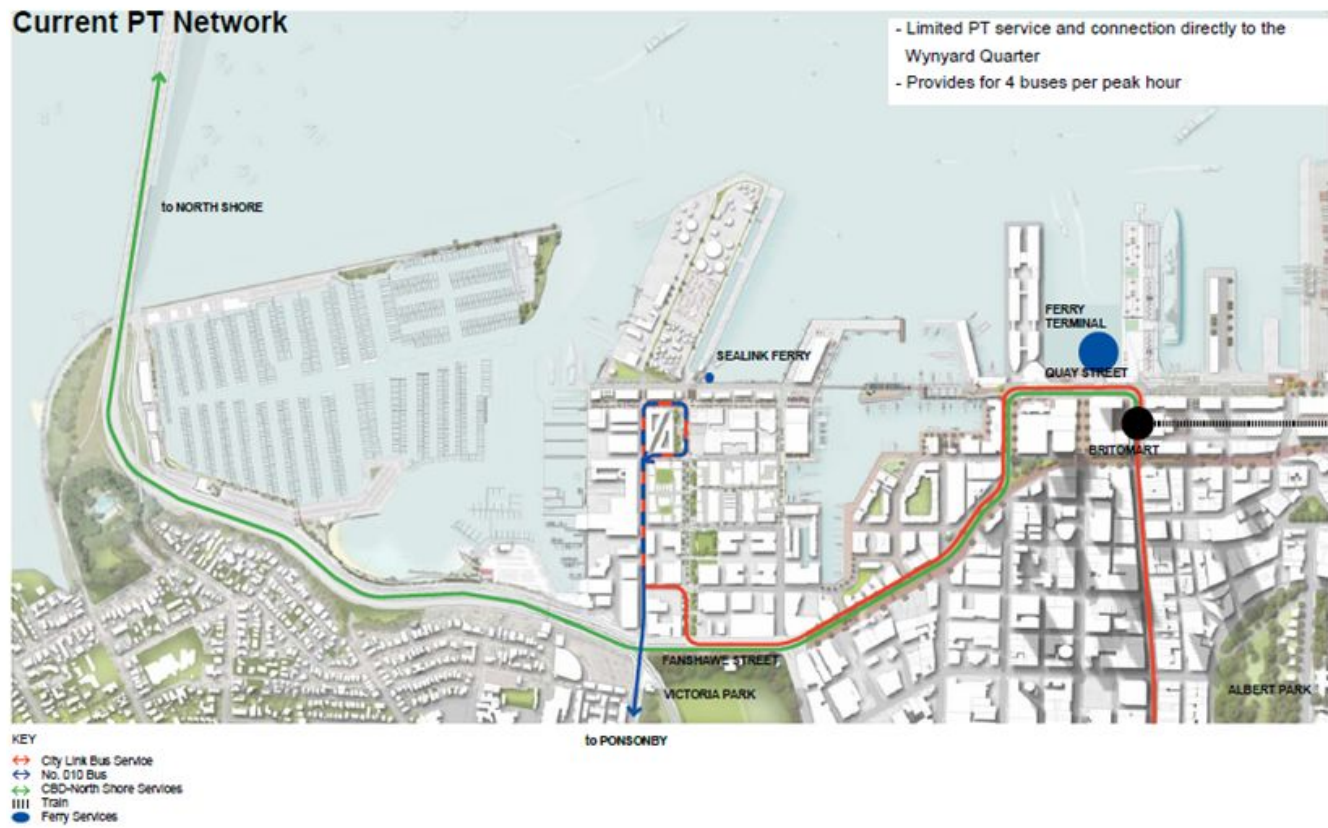 Current PT Network
- Limited PT service and connection directly to the
Wynyard Quarter
- Provides for 4 buses per peak hour
to NORTH SHORE
FERRY
TERMINAL
SEALINK FERRY
QUAY STREET
BRITOMART
FANSHAWE STREET
VICTORIA PARK
ALBERT PARK
to PONSONBY
KEY
City Link Bus Service
No. 010 Bus
CBD-North Shore Services
Train
Ferry Services